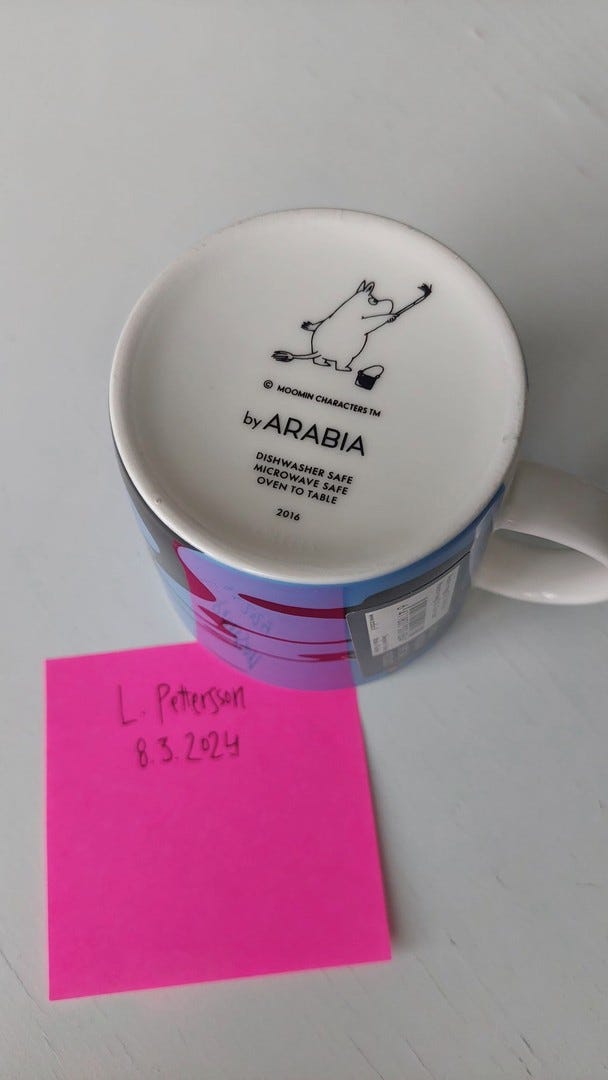 © MOOMIN CHARACTERS TM
by ARABIA
DISHWASHER SAFE
MICROWAVE SAFE
OVEN TO TABLE
2016
L. Pettersson
8.3.2024